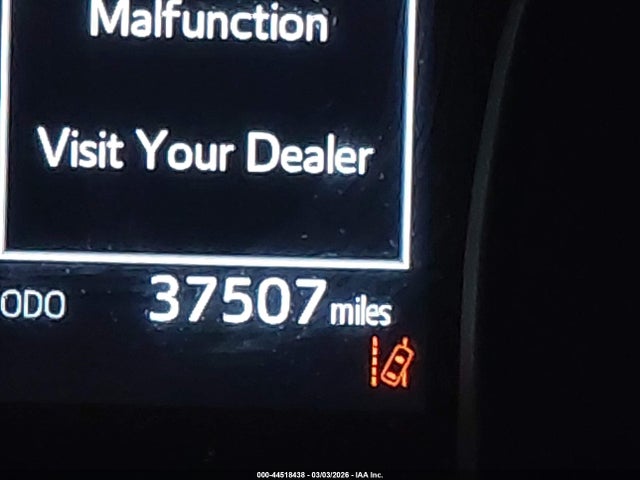 Malfunction
Visit Your Dealer
ODO 37507 miles
000-44518438 - 03/03/2026 - IAA Inc.